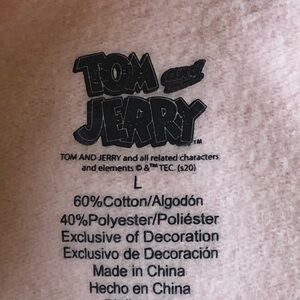 TOM and
JERRY™
TOM AND JERRY and all related characters
and elements © &™ TEC. (s20)
L
60%Cotton/Algodón
40%Polyester/Poliéster
Exclusive of Decoration
Exclusivo de Decoración
Made in China
Hecho en China